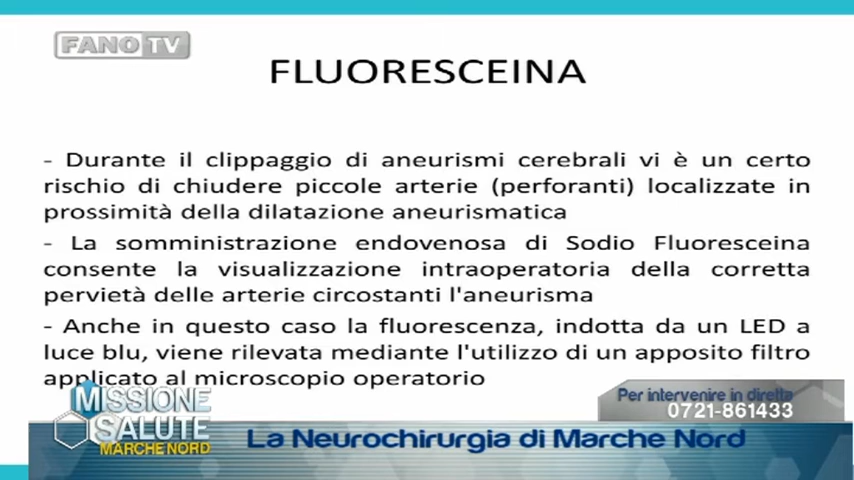 FANO TV
FLUORESCEINA
- Durante il clippaggio di aneurismi cerebrali vi è un certo
rischio di chiudere piccole arterie (perforanti) localizzate in
prossimità della dilatazione aneurismatica
- La somministrazione endovenosa di Sodio Fluoresceina
consente la visualizzazione intraoperatoria della corretta
pervietà delle arterie circostanti l'aneurisma
- Anche in questo caso la fluorescenza, indotta da un LED a
luce blu, viene rilevata mediante l'utilizzo di un apposito filtro
applicato al microscopio operatorio
MISSIONE
SALUTE
MARCHE NORD
Per intervenire in diretta
0721-861433
La Neurochirurgia di Marche Nord